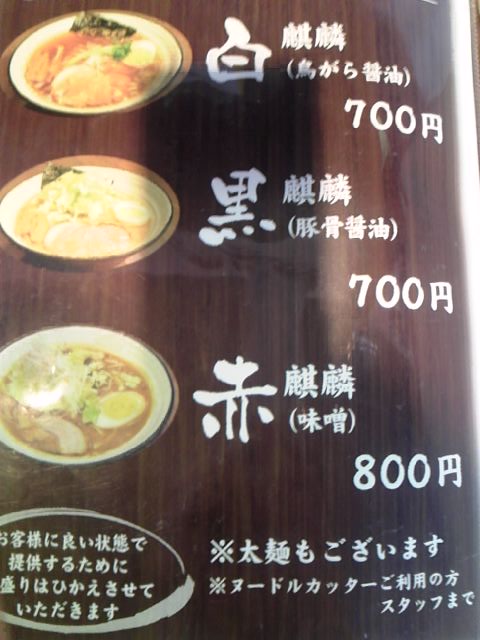 白 麒麟
(鳥がら醤油)
700円
黒 麒麟
(豚骨醤油)
700円
赤 麒麟
(味噌)
800円
お客様に良い状態で
提供するために
盛りはひかえさせて
いただきます
※太麺もございます
※ヌードルカッターご利用の方
スタッフまで